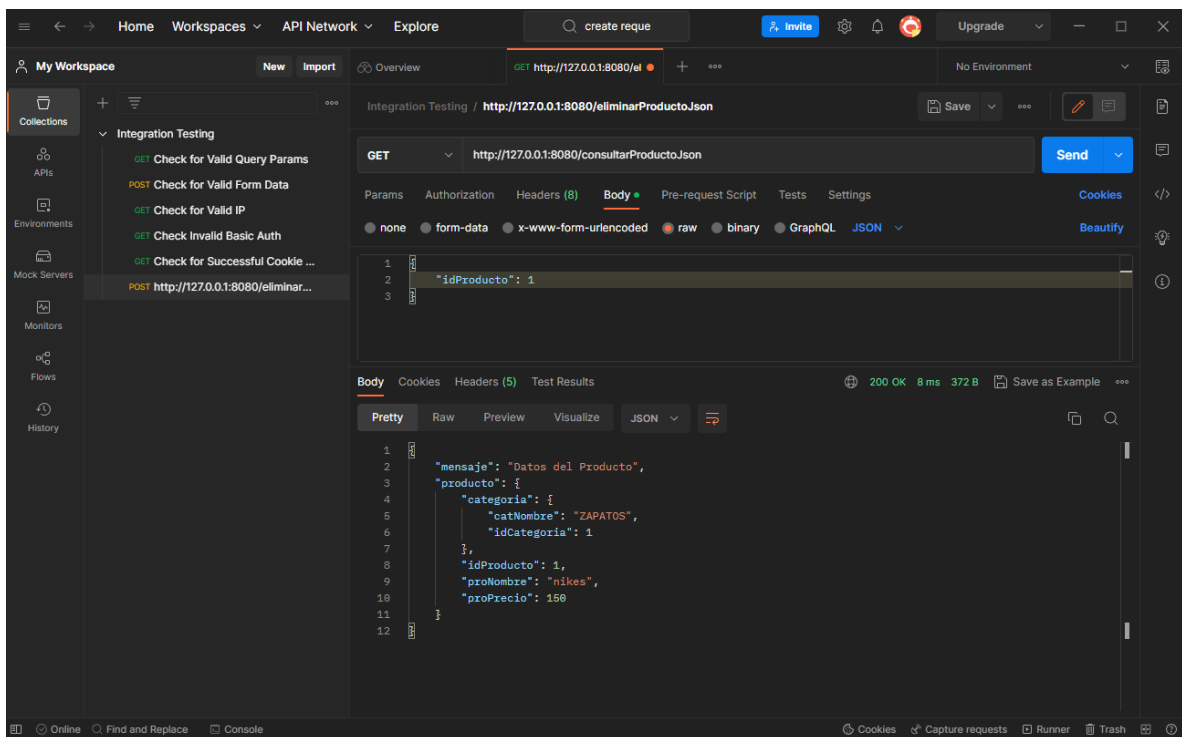 Home Workspaces API Network Explore create reque Invite Upgrade
My Workspace New Import Overview GET http://127.0.0.1:8080/el No Environment
Collections
APIs
Environments
Mock Servers
Monitors
Flows
History
Integration Testing
GET Check for Valid Query Params
POST Check for Valid Form Data
GET Check for Valid IP
GET Check Invalid Basic Auth
GET Check for Successful Cookie ...
POST http://127.0.0.1:8080/eliminar...
Integration Testing / http://127.0.0.1:8080/eliminarProductoJson Save
GET http://127.0.0.1:8080/consultarProductoJson Send
Params Authorization Headers (8) Body Pre-request Script Tests Settings Cookies
none form-data x-www-form-urlencoded raw binary GraphQL JSON Beautify
1 {
2 "idProducto": 1
3 }
Body Cookies Headers (5) Test Results 200 OK 8 ms 372 B Save as Example
Pretty Raw Preview Visualize JSON
1 {
2 "mensaje": "Datos del Producto",
3 "producto": {
4 "categoria": {
5 "catNombre": "ZAPATOS",
6 "idCategoria": 1
7 },
8 "idProducto": 1,
9 "proNombre": "nikes",
10 "proPrecio": 150
11 }
12 }
Online Find and Replace Console Cookies Capture requests Runner Trash